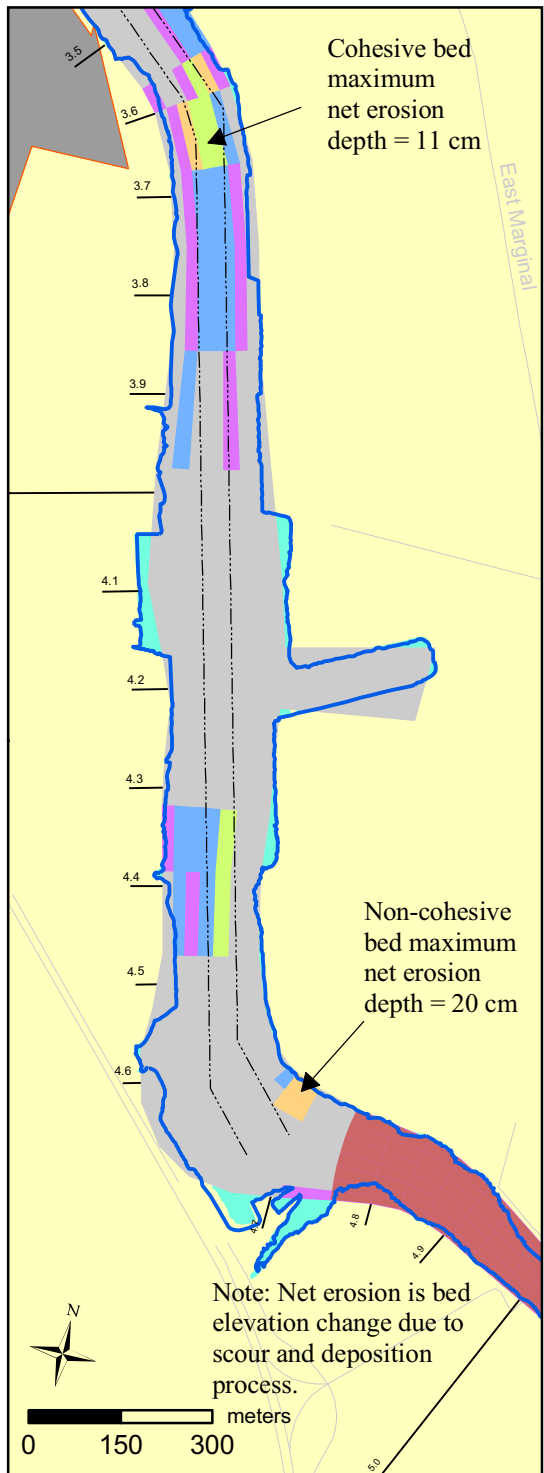 3.5
Cohesive bed
maximum
net erosion
depth = 11 cm
3.6
East Marginal
3.7
3.8
3.9
4.1
4.2
4.3
4.4
Non-cohesive
bed maximum
net erosion
depth = 20 cm
4.5
4.6
4.7
4.8
4.9
Note: Net erosion is bed
elevation change due to
scour and deposition
process.
N
meters
0 150 300
5.0